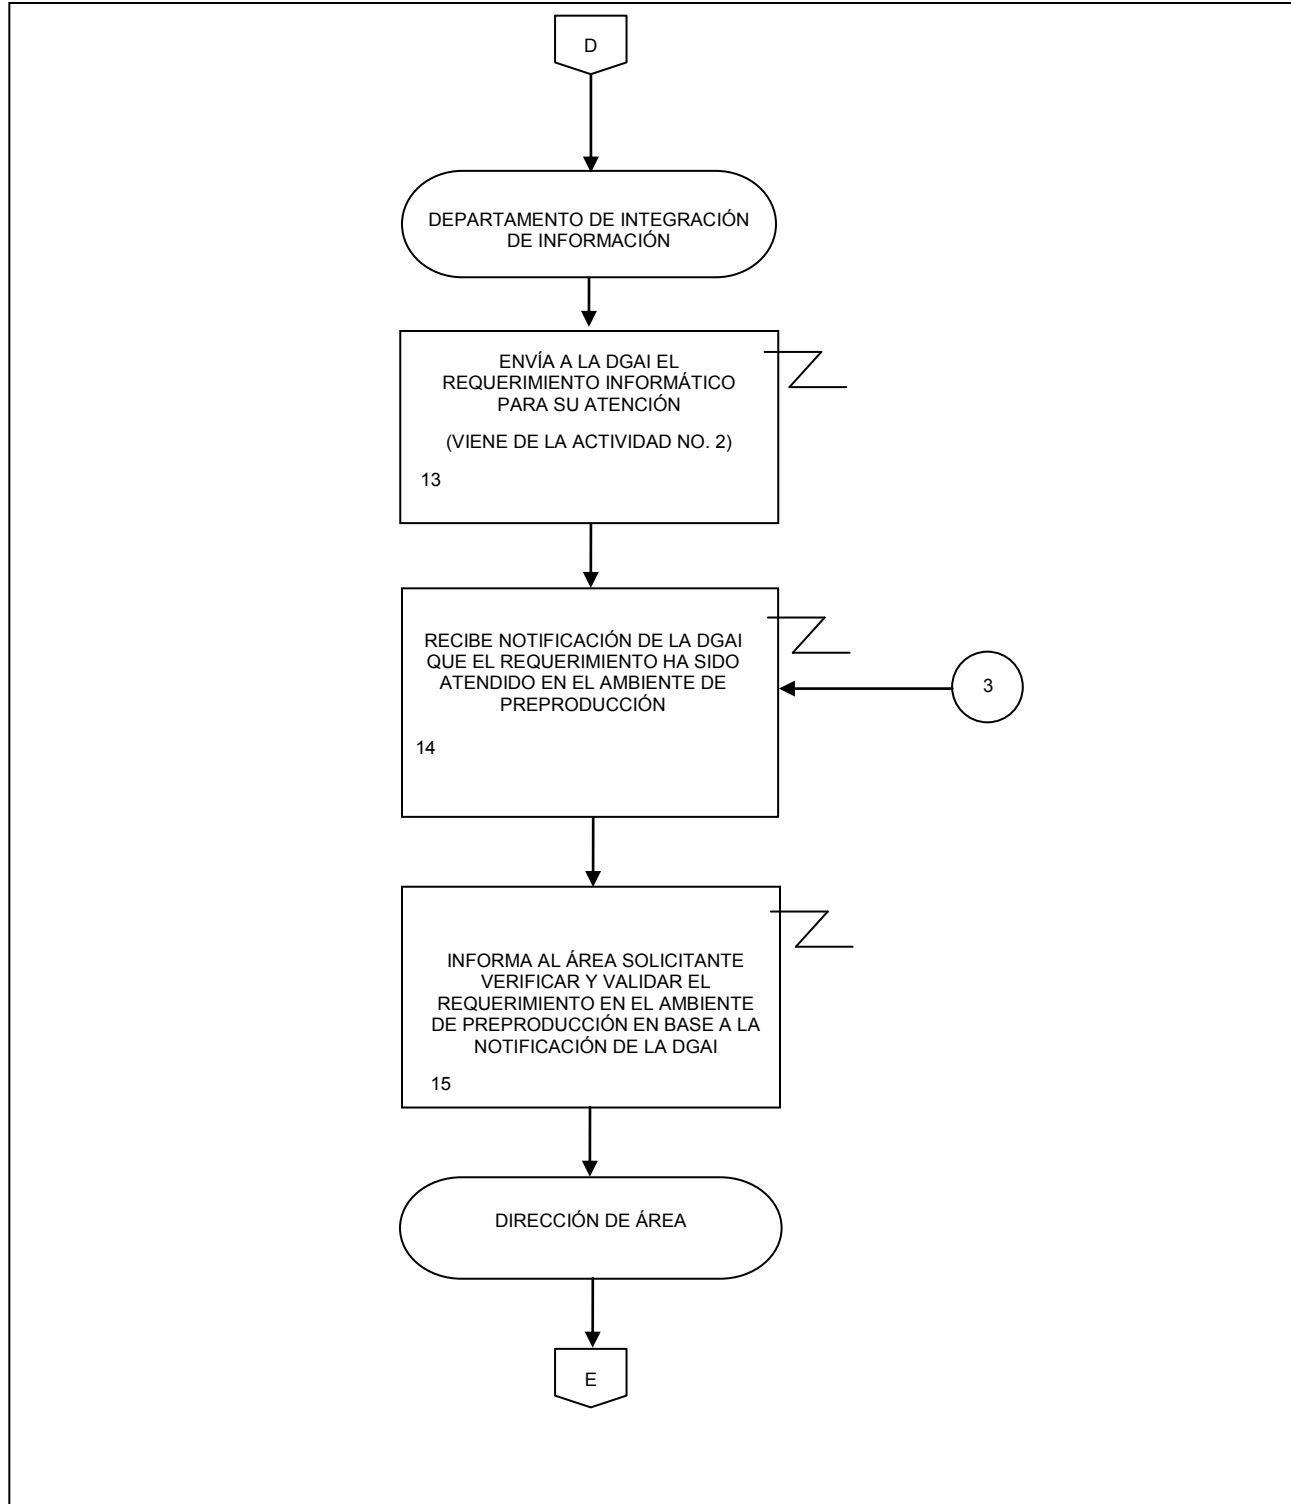 D
DEPARTAMENTO DE INTEGRACIÓN
DE INFORMACIÓN
ENVÍA A LA DGAI EL
REQUERIMIENTO INFORMÁTICO
PARA SU ATENCIÓN
(VIENE DE LA ACTIVIDAD NO. 2)
13
RECIBE NOTIFICACIÓN DE LA DGAI
QUE EL REQUERIMIENTO HA SIDO
ATENDIDO EN EL AMBIENTE DE
PREPRODUCCIÓN
3
14
INFORMA AL ÁREA SOLICITANTE
VERIFICAR Y VALIDAR EL
REQUERIMIENTO EN EL AMBIENTE
DE PREPRODUCCIÓN EN BASE A LA
NOTIFICACIÓN DE LA DGAI
15
DIRECCIÓN DE ÁREA
E